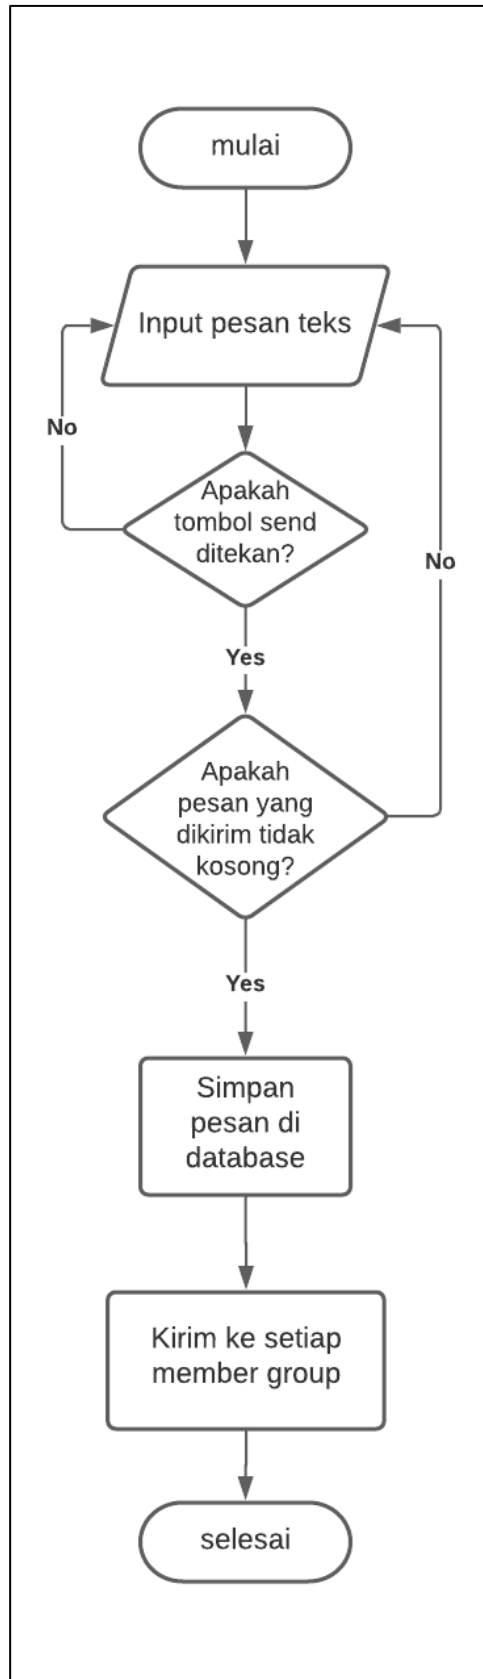 mulai
Input pesan teks
No
Apakah
tombol send
ditekan?
No
Yes
Apakah
pesan yang
dikirim tidak
kosong?
Yes
Simpan
pesan di
database
Kirim ke setiap
member group
selesai